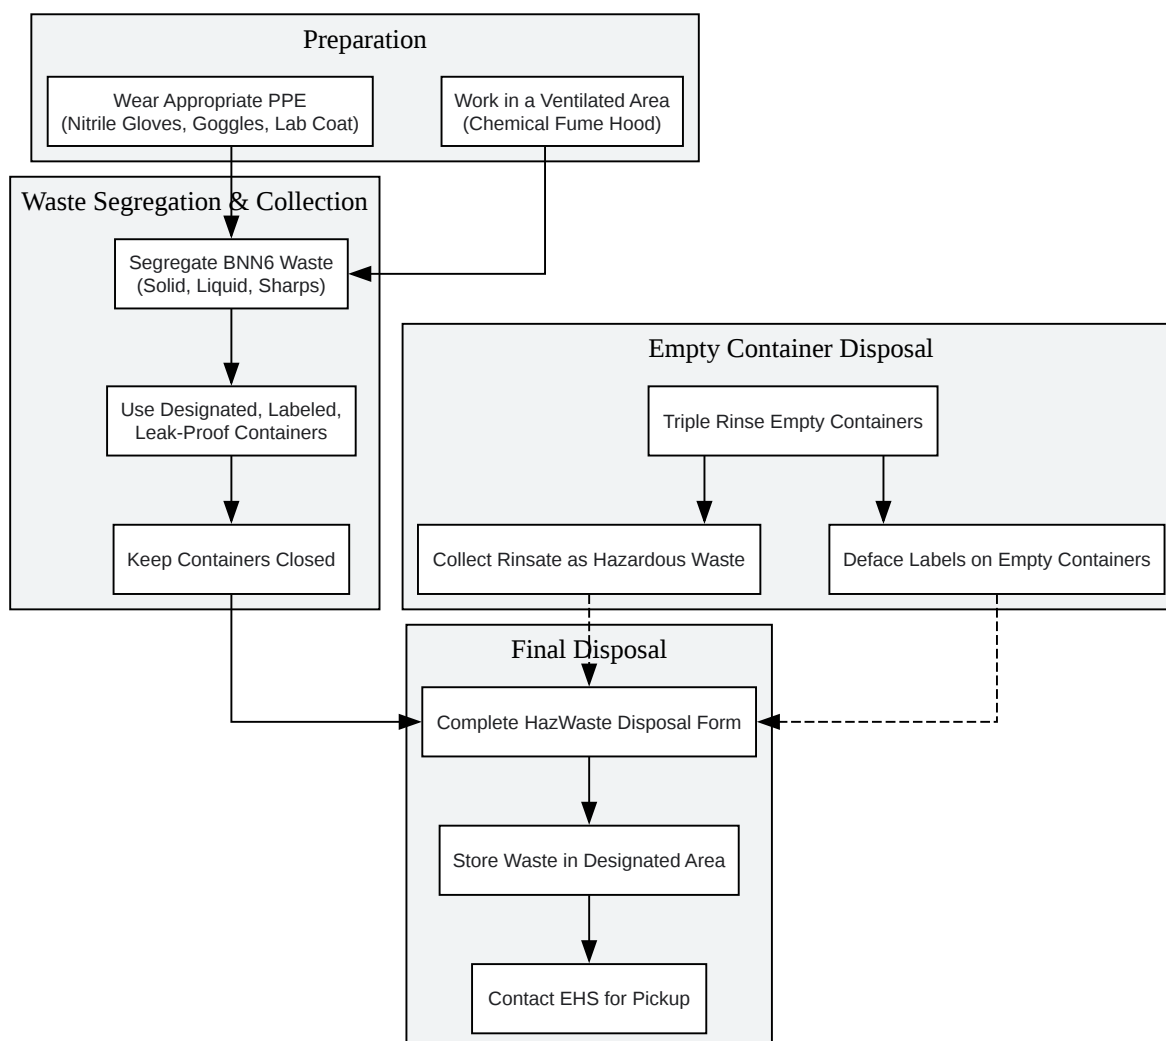 Preparation
Wear Appropriate PPE
(Nitrile Gloves, Goggles, Lab Coat)
Work in a Ventilated Area
(Chemical Fume Hood)
Waste Segregation & Collection
Segregate BNN6 Waste
(Solid, Liquid, Sharps)
Use Designated, Labeled,
Leak-Proof Containers
Keep Containers Closed
Empty Container Disposal
Triple Rinse Empty Containers
Collect Rinsate as Hazardous Waste
Deface Labels on Empty Containers
Final Disposal
Complete HazWaste Disposal Form
Store Waste in Designated Area
Contact EHS for Pickup